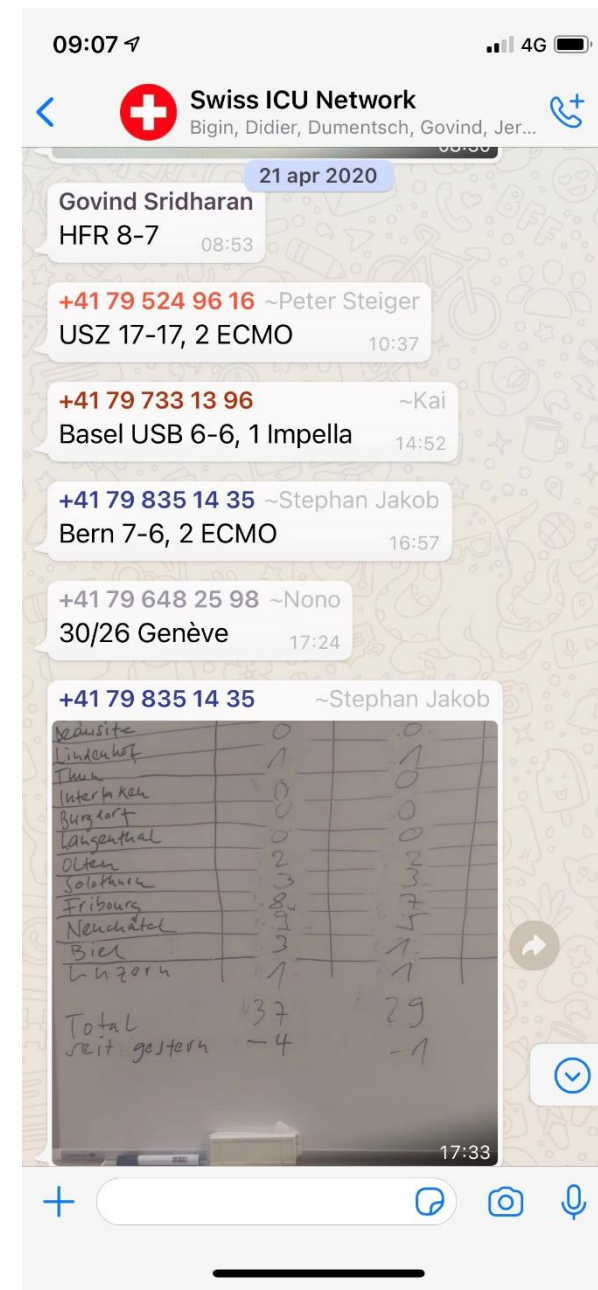 09:07
4G
Swiss ICU Network
Bigin, Didier, Dumentsch, Govind, Jer...
21 apr 2020
Govind Sridharan
HFR 8-7 08:53
+41 79 524 96 16 ~Peter Steiger
USZ 17-17, 2 ECMO 10:37
+41 79 733 13 96 ~Kai
Basel USB 6-6, 1 Impella 14:52
+41 79 835 14 35 ~Stephan Jakob
Bern 7-6, 2 ECMO 16:57
+41 79 648 25 98 ~Nono
30/26 Genève 17:24
+41 79 835 14 35 ~Stephan Jakob
0 0
Lindenhof 1 1
Thun 0
Interlaken 0
Burgdorf 0 0
Langenthal 0 0
Olten 2 2
Solothurn 3 3
Fribourg 8 7
Neuchâtel 9 5
Biel 3 1
Luzern 1 1
Total 37 29
seit gestern -4 -1
17:33